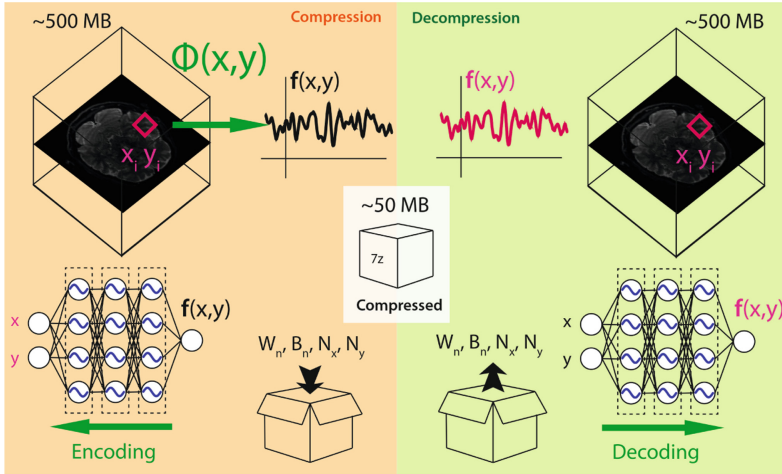 ~500 MB
Compression
Decompression
~500 MB
Φ(x,y)
f(x,y)
f(x,y)
x_i y_i
x_i y_i
~50 MB
7z
Compressed
x
y
f(x,y)
W_n, B_n, N_x, N_y
W_n, B_n, N_x, N_y
x
y
f(x,y)
Encoding
Decoding